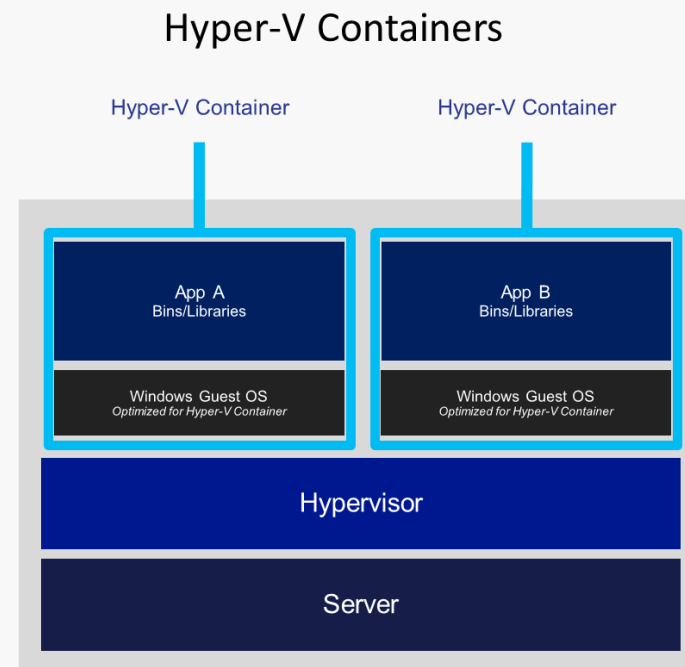 Hyper-V Containers
Hyper-V Container
Hyper-V Container
App A
Bins/Libraries
App B
Bins/Libraries
Windows Guest OS
Optimized for Hyper-V Container
Windows Guest OS
Optimized for Hyper-V Container
Hypervisor
Server